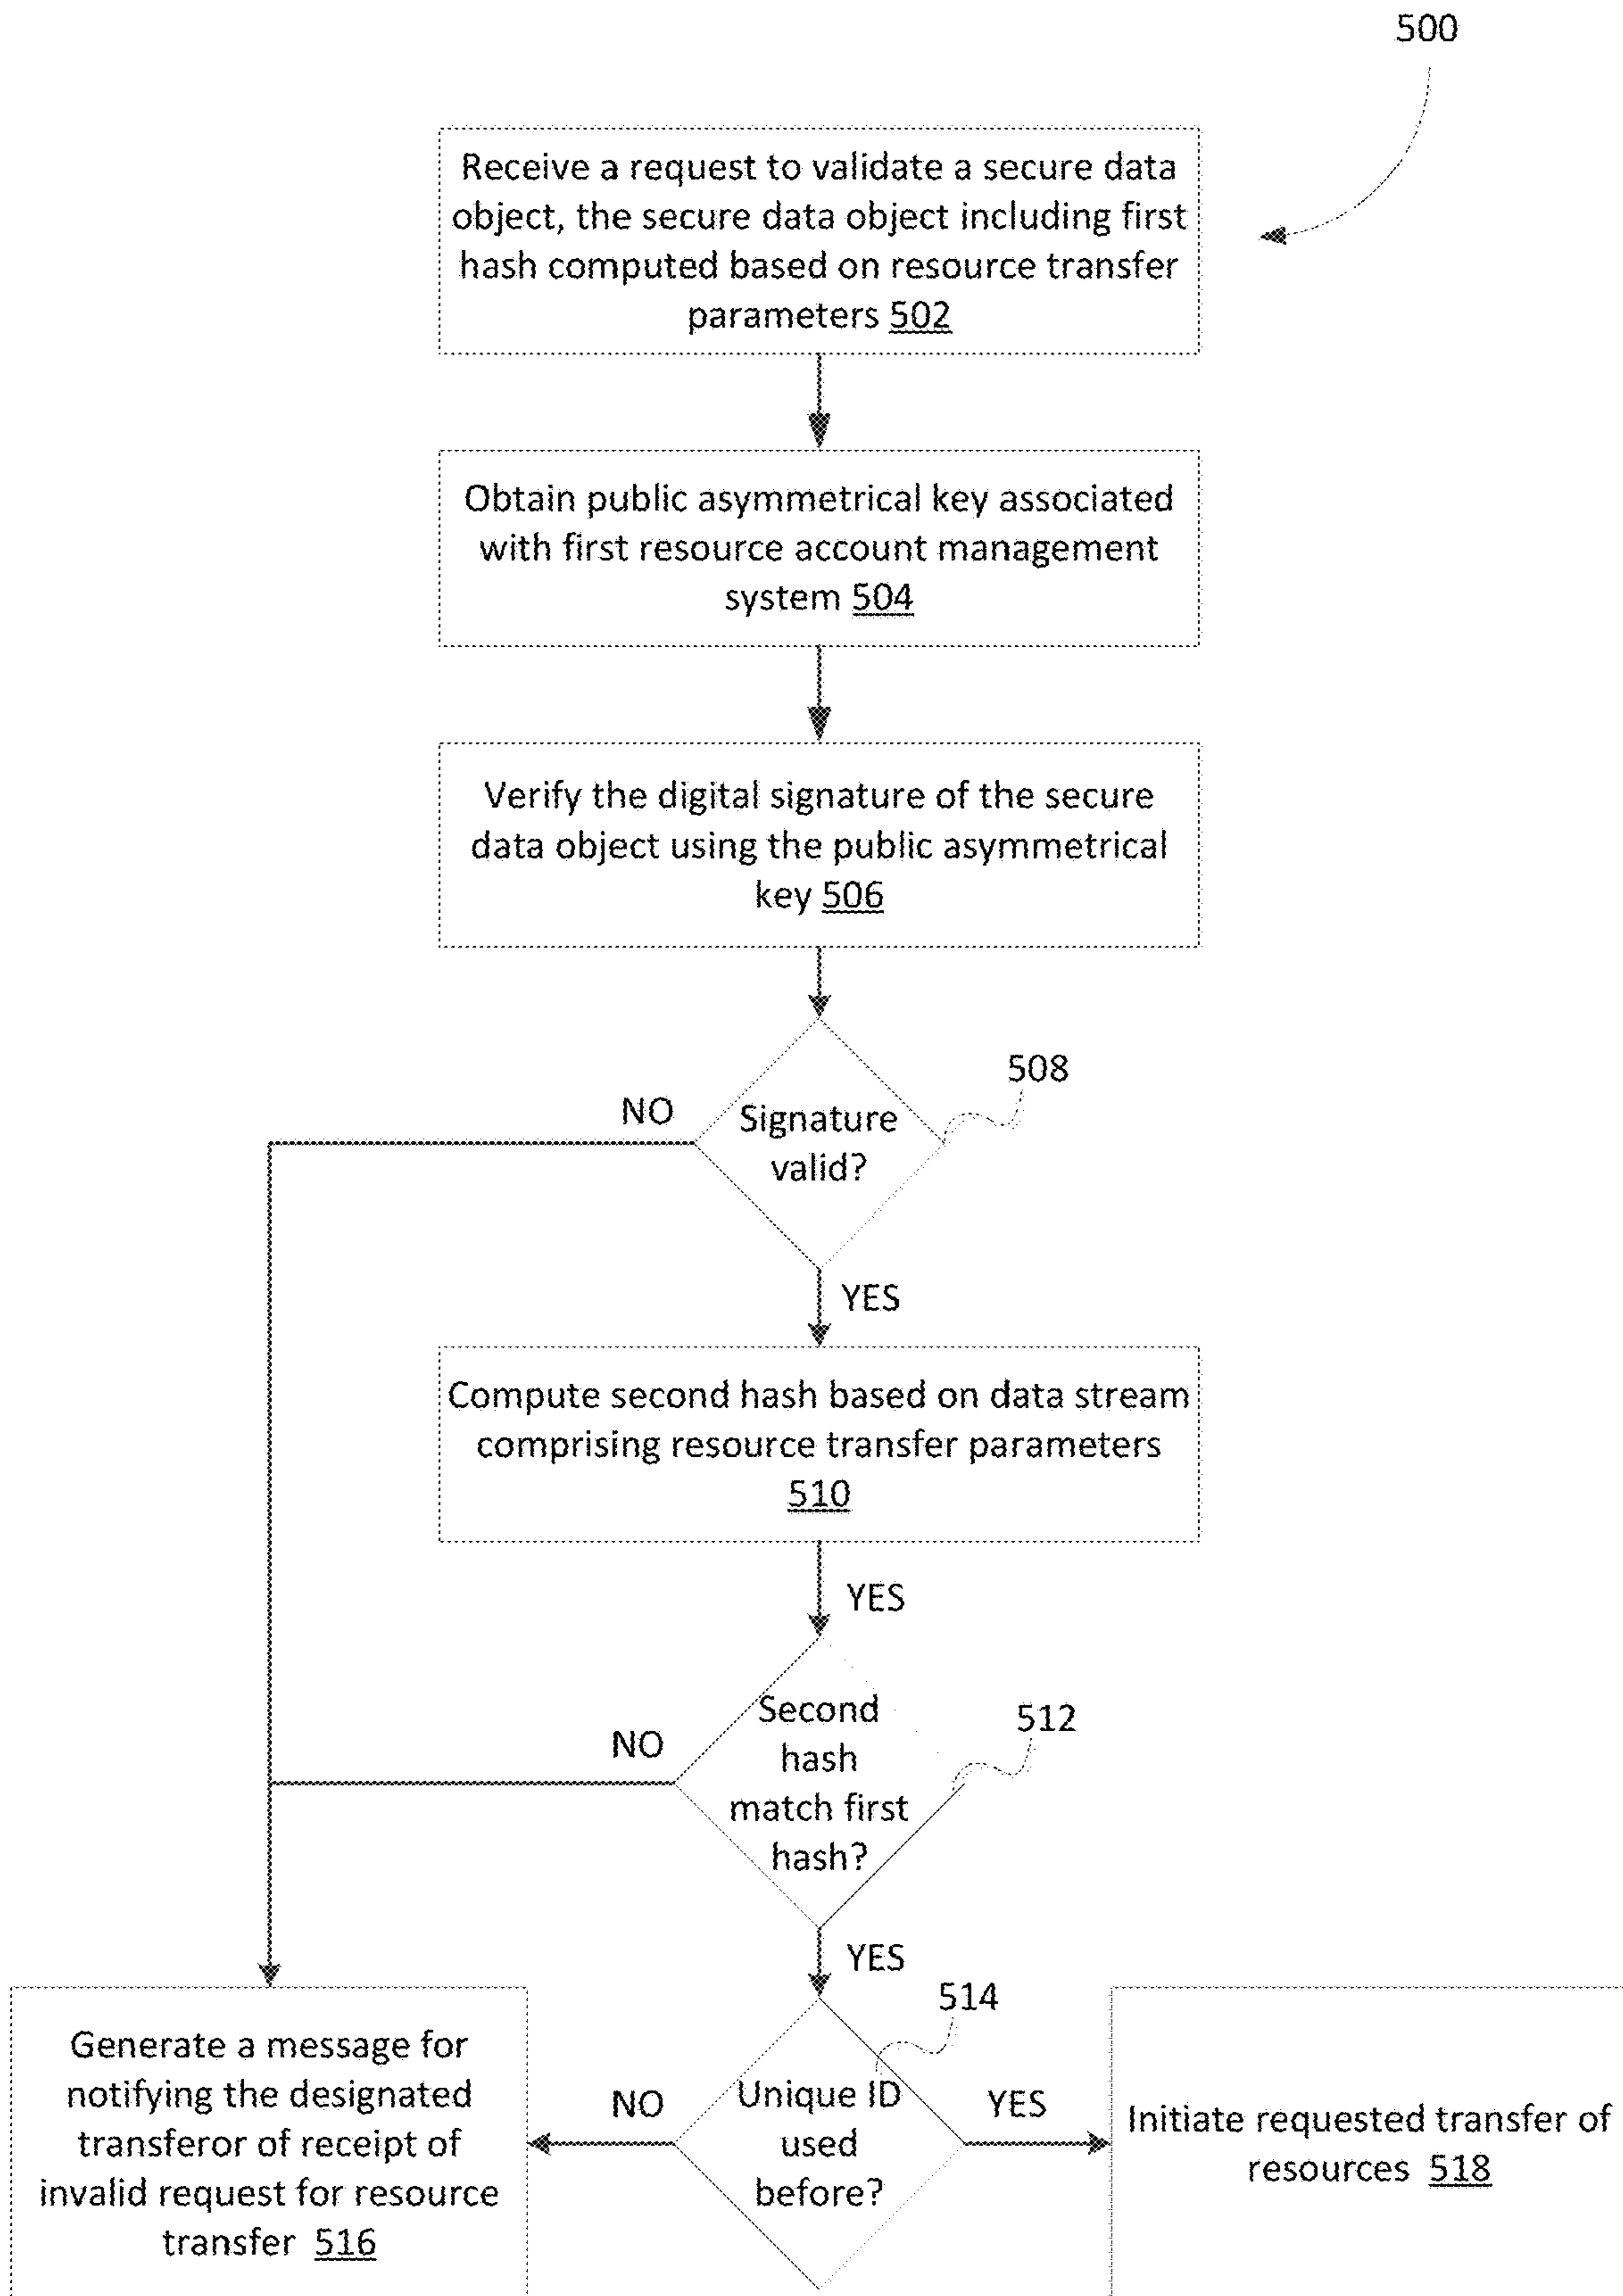 500
Receive a request to validate a secure data
object, the secure data object including first
hash computed based on resource transfer
parameters 502
Obtain public asymmetrical key associated
with first resource account management
system 504
Verify the digital signature of the secure
data object using the public asymmetrical
key 506
508
NO
Signature
valid?
YES
Compute second hash based on data stream
comprising resource transfer parameters
510
YES
512
NO
Second
hash
match first
hash?
YES
514
Generate a message for
notifying the designated
transferor of receipt of
invalid request for resource
transfer 516
NO
Unique ID
used
before?
YES
Initiate requested transfer of
resources 518